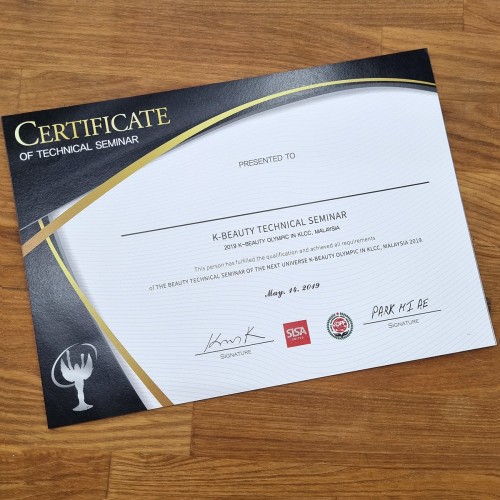 CERTIFICATE
OF TECHNICAL SEMINAR
PRESENTED TO
K-BEAUTY TECHNICAL SEMINAR
2019 K-BEAUTY OLYMPIC IN KLCC, MALAYSIA
This person has fulfilled the qualification and achieved all requirements
of THE BEAUTY TECHNICAL SEMINAR OF THE NEXT UNIVERSE K-BEAUTY OLYMPIC IN KLCC, MALAYSIA 2019
May. 14. 2019
SISA
PARK HI AE
SIGNATURE
SIGNATURE